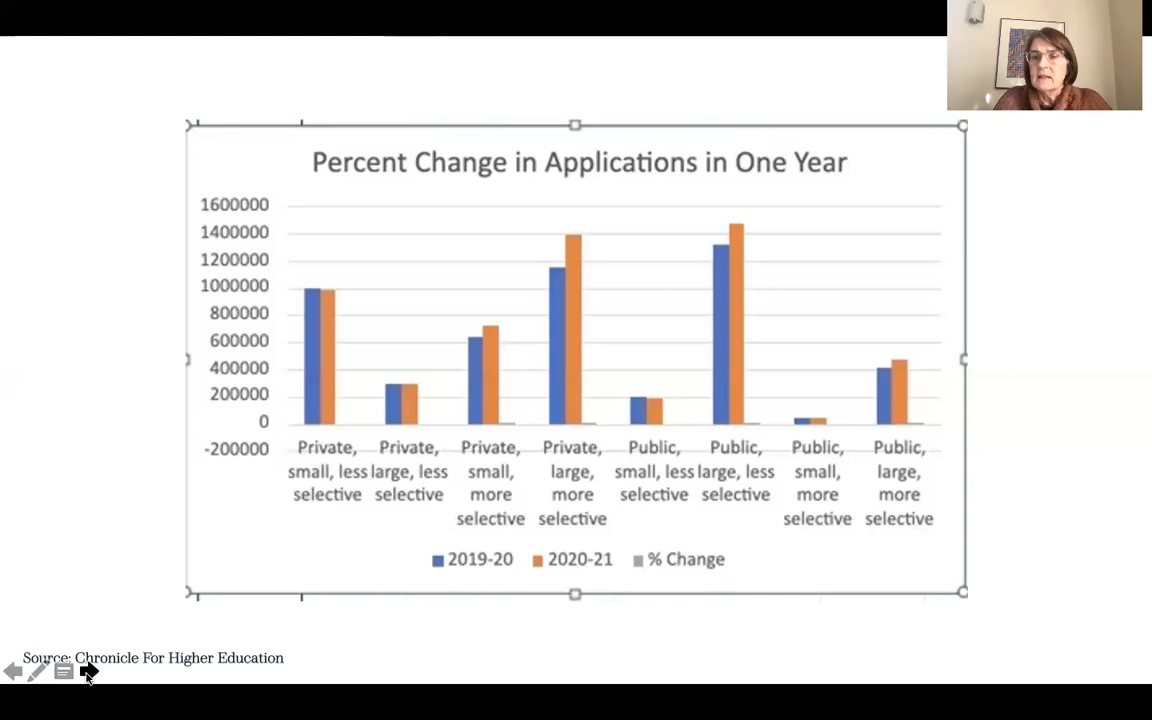 Percent Change in Applications in One Year
1600000
1400000
1200000
1000000
800000
600000
400000
200000
0
-200000
Private, small, less selective
Private, large, less selective
Private, small, more selective
Private, large, more selective
Public, small, less selective
Public, large, less selective
Public, small, more selective
Public, large, more selective
2019-20 2020-21 % Change
Source: Chronicle For Higher Education